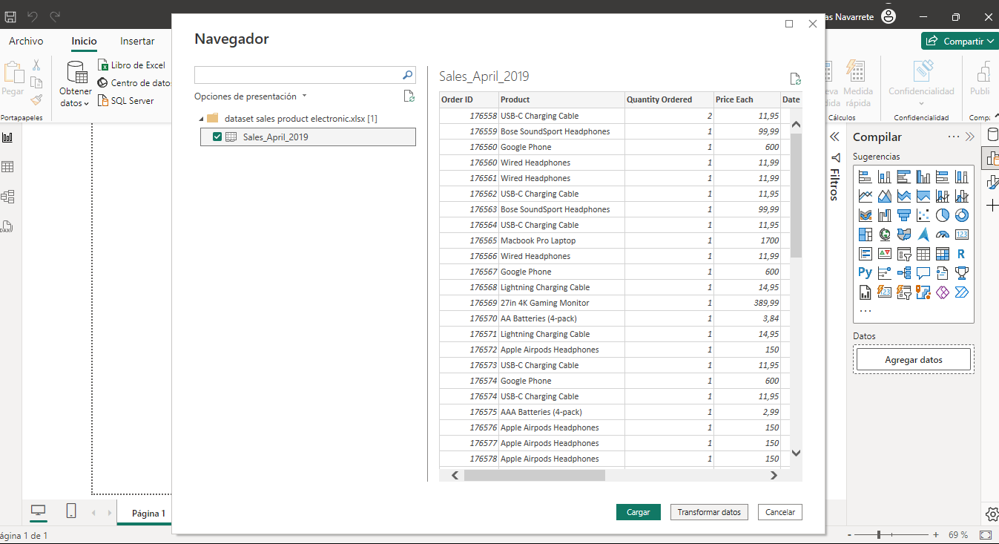 as Navarrete
Archivo Inicio Insertar
Compartir
Pegar
Obtener datos
Libro de Excel
Centro de dato
SQL Server
Portapapeles
Navegador
Opciones de presentación
dataset sales product electronic.xlsx [1]
Sales_April_2019
Sales_April_2019
Order ID Product Quantity Ordered Price Each Date
176558 USB-C Charging Cable 2 11,95
176559 Bose SoundSport Headphones 1 99,99
176560 Google Phone 1 600
176560 Wired Headphones 1 11,99
176561 Wired Headphones 1 11,99
176562 USB-C Charging Cable 1 11,95
176563 Bose SoundSport Headphones 1 99,99
176564 USB-C Charging Cable 1 11,95
176565 Macbook Pro Laptop 1 1700
176566 Wired Headphones 1 11,99
176567 Google Phone 1 600
176568 Lightning Charging Cable 1 14,95
176569 27in 4K Gaming Monitor 1 389,99
176570 AA Batteries (4-pack) 1 3,84
176571 Lightning Charging Cable 1 14,95
176572 Apple Airpods Headphones 1 150
176573 USB-C Charging Cable 1 11,95
176574 Google Phone 1 600
176574 USB-C Charging Cable 1 11,95
176575 AAA Batteries (4-pack) 1 2,99
176576 Apple Airpods Headphones 1 150
176577 Apple Airpods Headphones 1 150
176578 Apple Airpods Headphones 1 150
Cargar Transformar datos Cancelar
eva Medida Confidencialidad Publi
dida rápida
Cálculos Confidencialidad Compa
Filtros
Compilar
Sugerencias
123
R
Py
123
Datos
Agregar datos
DAX
Página 1
ágina 1 de 1
- + 69 %